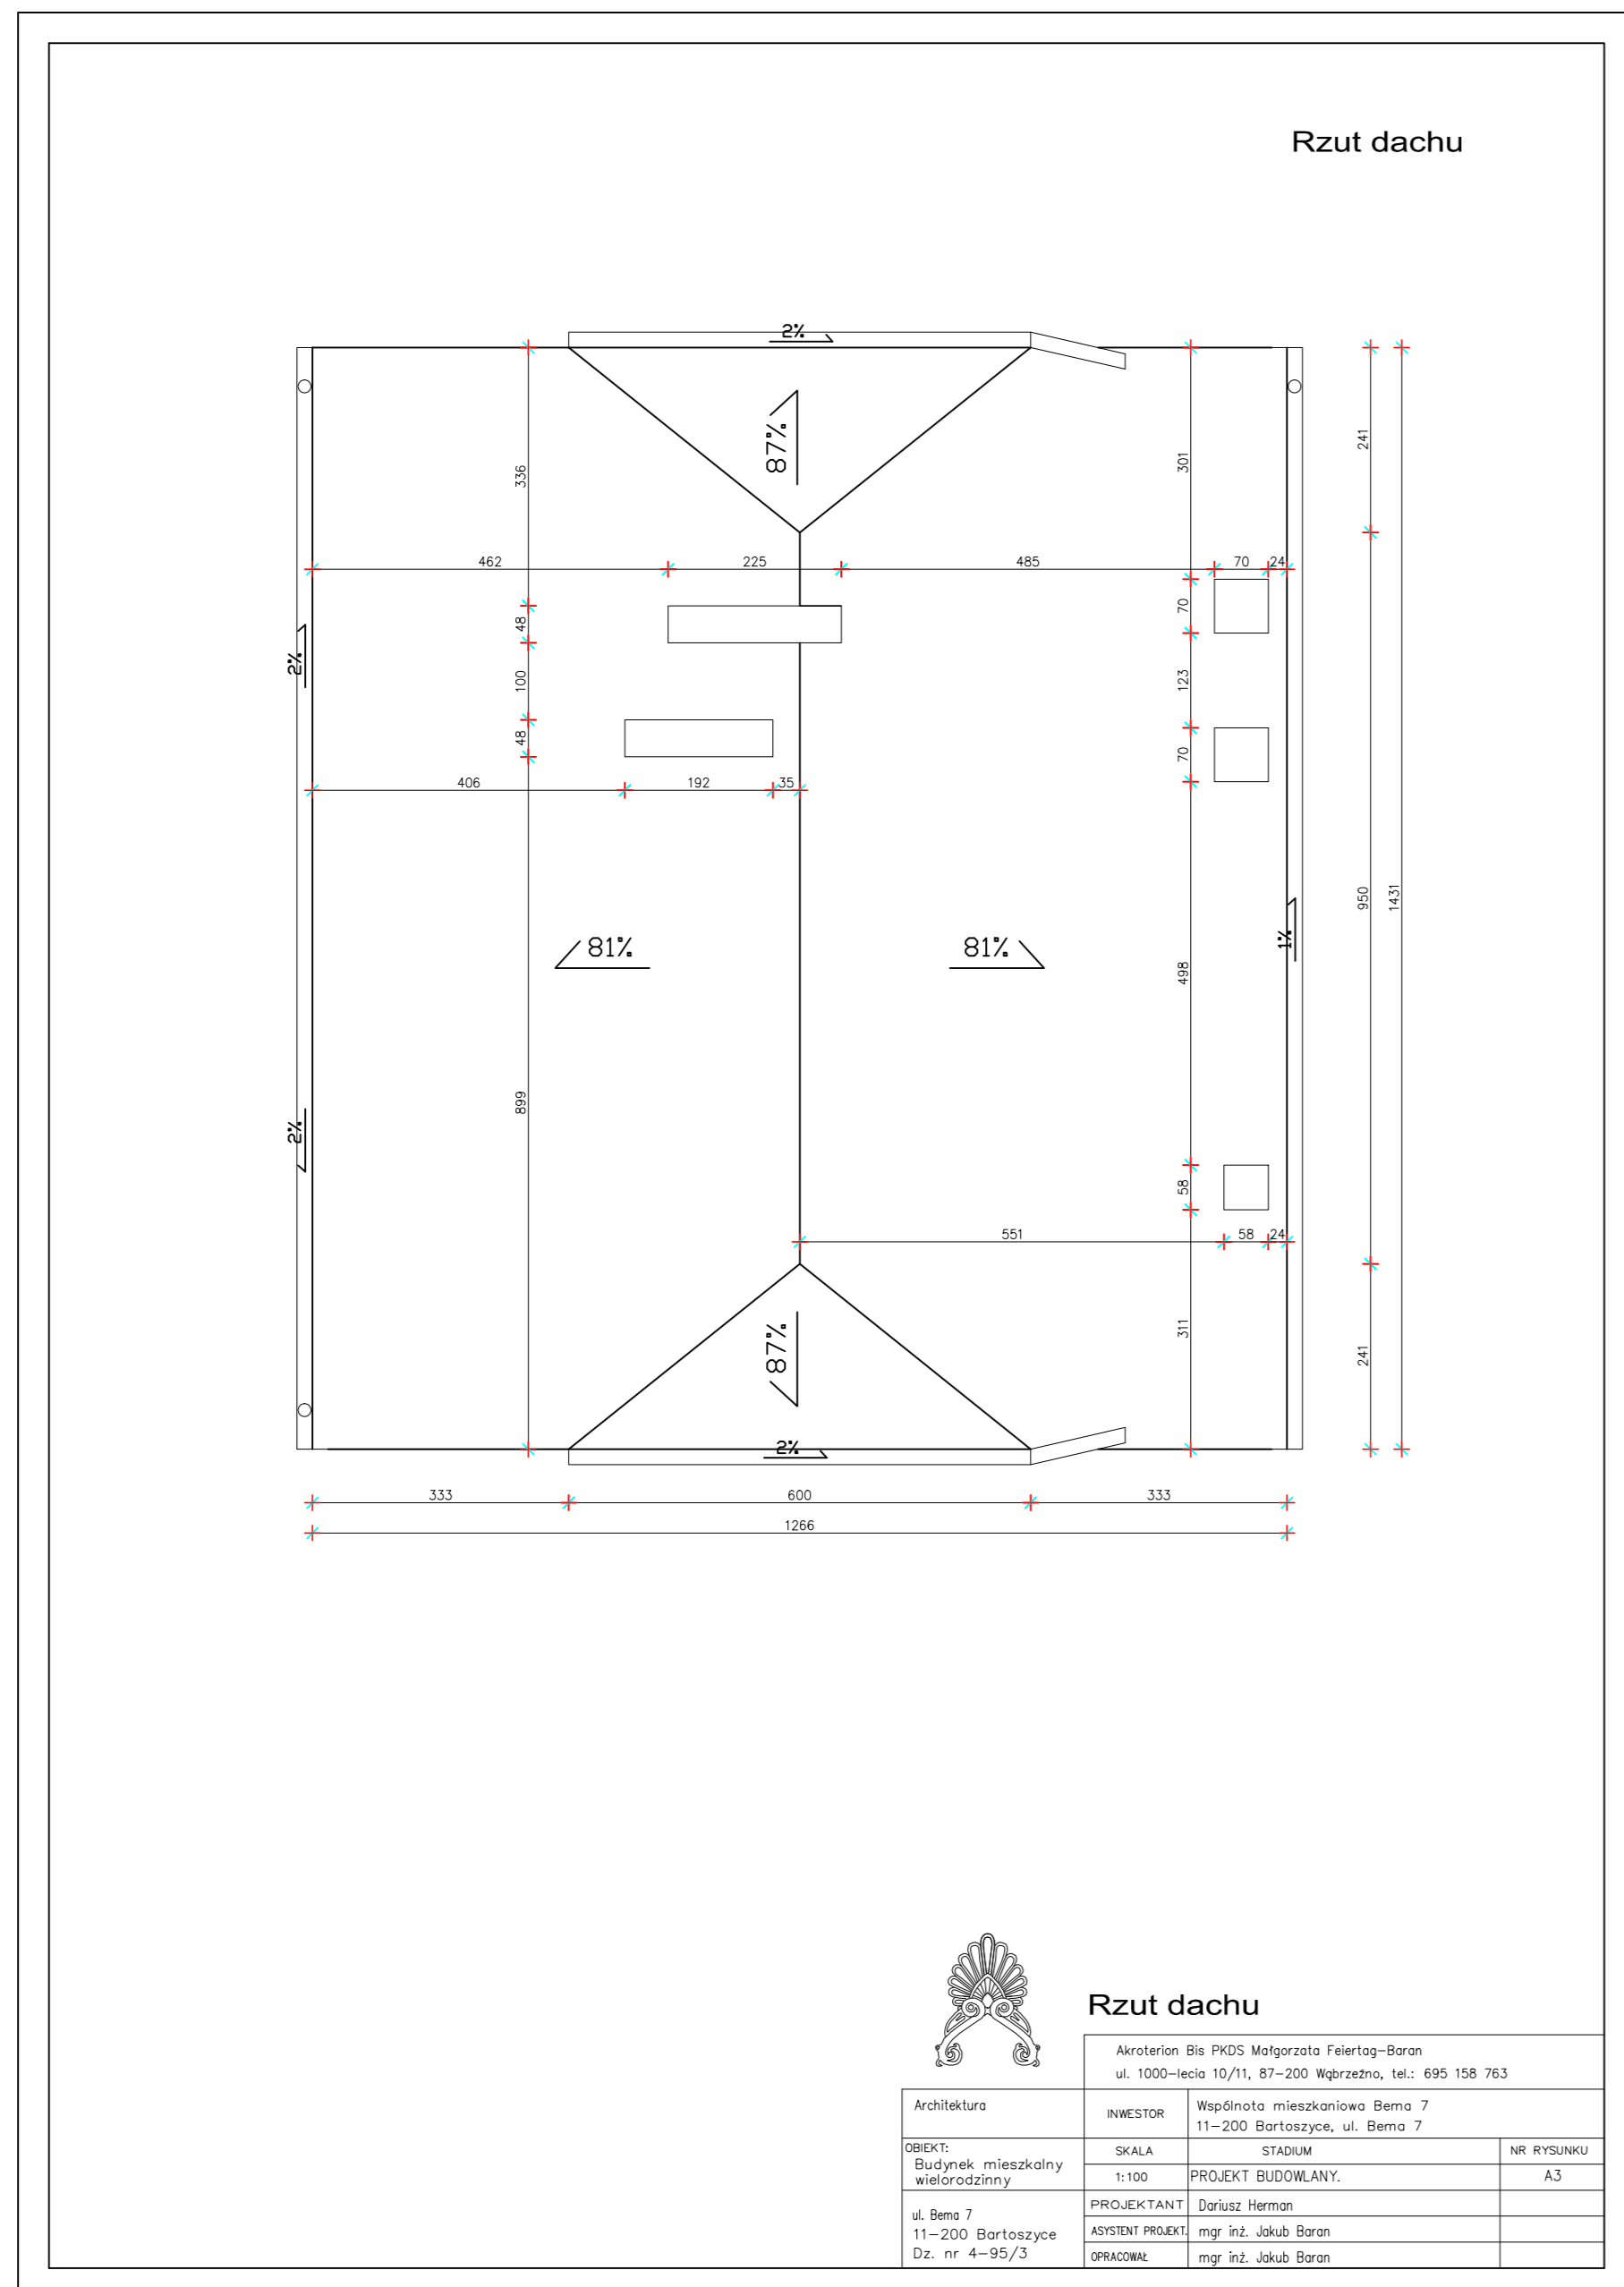 Rzut dachu
2%
87%
241
336
301
462
225
485
70
24
48
70
100
123
2%
48
70
406
192
35
950
1431
81%
81%
1%
498
899
2%
58
551
58
24
311
87%
241
2%
333
600
333
1266
Rzut dachu
Akroterion Bis PKDS Małgorzata Feiertag-Baran
ul. 1000-lecia 10/11, 87-200 Wąbrzeźno, tel.: 695 158 763
Architektura
INWESTOR
Wspólnota mieszkaniowa Bema 7
11-200 Bartoszyce, ul. Bema 7
OBIEKT:
Budynek mieszkalny
wielorodzinny
SKALA
STADIUM
NR RYSUNKU
1:100
PROJEKT BUDOWLANY.
A3
ul. Bema 7
11-200 Bartoszyce
Dz. nr 4-95/3
PROJEKTANT
Dariusz Herman
ASYSTENT PROJEKT.
mgr inż. Jakub Baran
OPRACOWAŁ
mgr inż. Jakub Baran